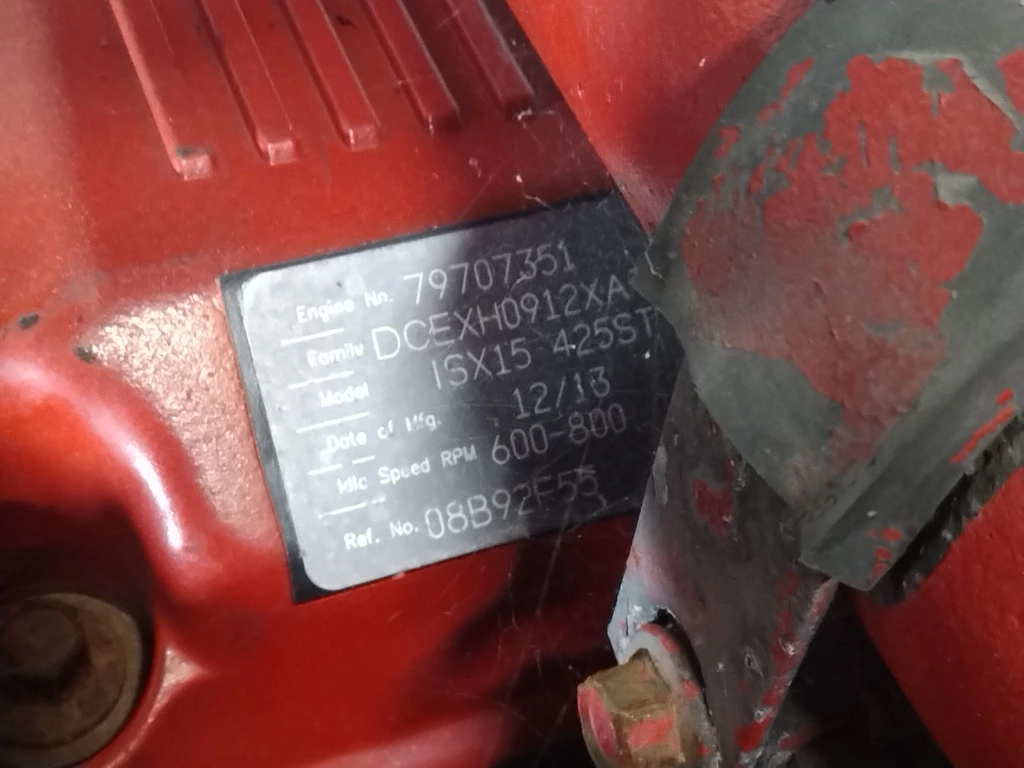 Engine No. 79707351
Family DCEXH0912XA
Model ISX15 425ST
Date of Mfg. 12/13
Idle Speed RPM 600-800
Ref. No. 08B92F55